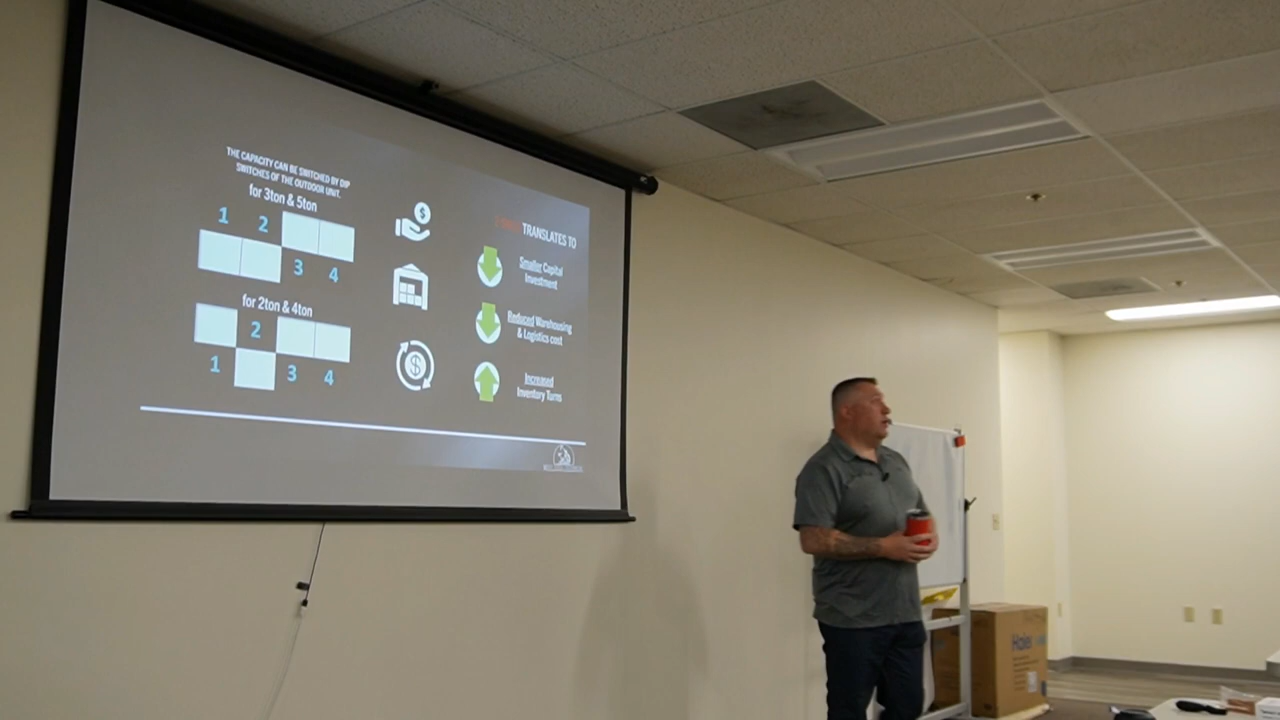 THE CAPACITY CAN BE SWITCHED BY DIP
SWITCHES OF THE OUTDOOR UNIT.
for 3ton & 5ton
1 2
3 4
for 2ton & 4ton
2
1 3 4
TRANSLATES TO
Smaller Capital
Investment
Reduced Warehousing
& Logistics cost
Increased
Inventory Turns
Haier